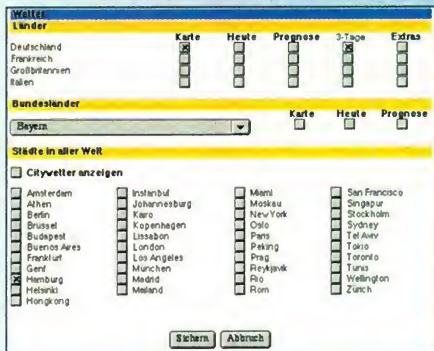 Wetter
Länder
Karte Heute Prognose 3-Tage Extras
Deutschland
Frankreich
Großbritannien
Italien
Bundesländer
Karte Heute Prognose
Bayern
Städte in aller Welt
Citywetter anzeigen
Amsterdam Instanbul Miami San Francisco
Athen Johannesburg Moskau Singapur
Berlin Kairo New York Stockholm
Brüssel Kopenhagen Oslo Sydney
Budapest Lissabon Paris Tel Aviv
Buenos Aires London Peking Tokio
Frankfurt Los Angeles Prag Toronto
Genf München Reykjavik Tunis
Hamburg Madrid Rio Wellington
Helsinki Mailand Rom Zürich
Hongkong
Sichern Abbruch